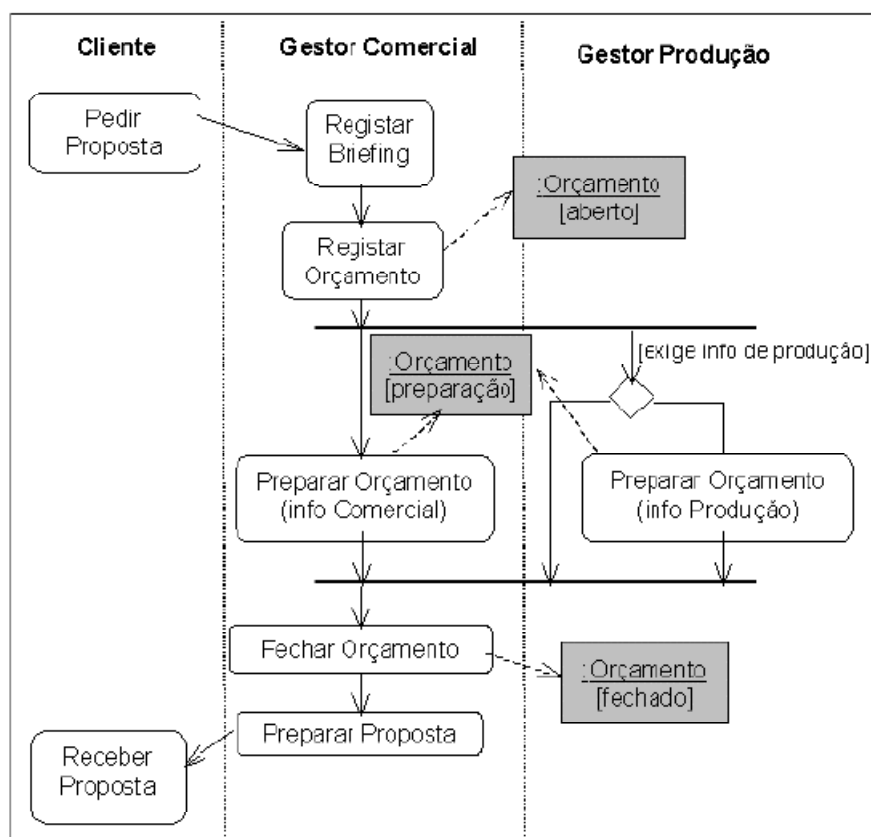 Cliente
Gestor Comercial
Gestor Produção
Pedir
Proposta
Registar
Briefing
:Orçamento
[aberto]
Registar
Orçamento
:Orçamento
[preparação]
[exige info de produção]
Preparar Orçamento
(info Comercial)
Preparar Orçamento
(info Produção)
Fechar Orçamento
:Orçamento
[fechado]
Preparar Proposta
Receber
Proposta